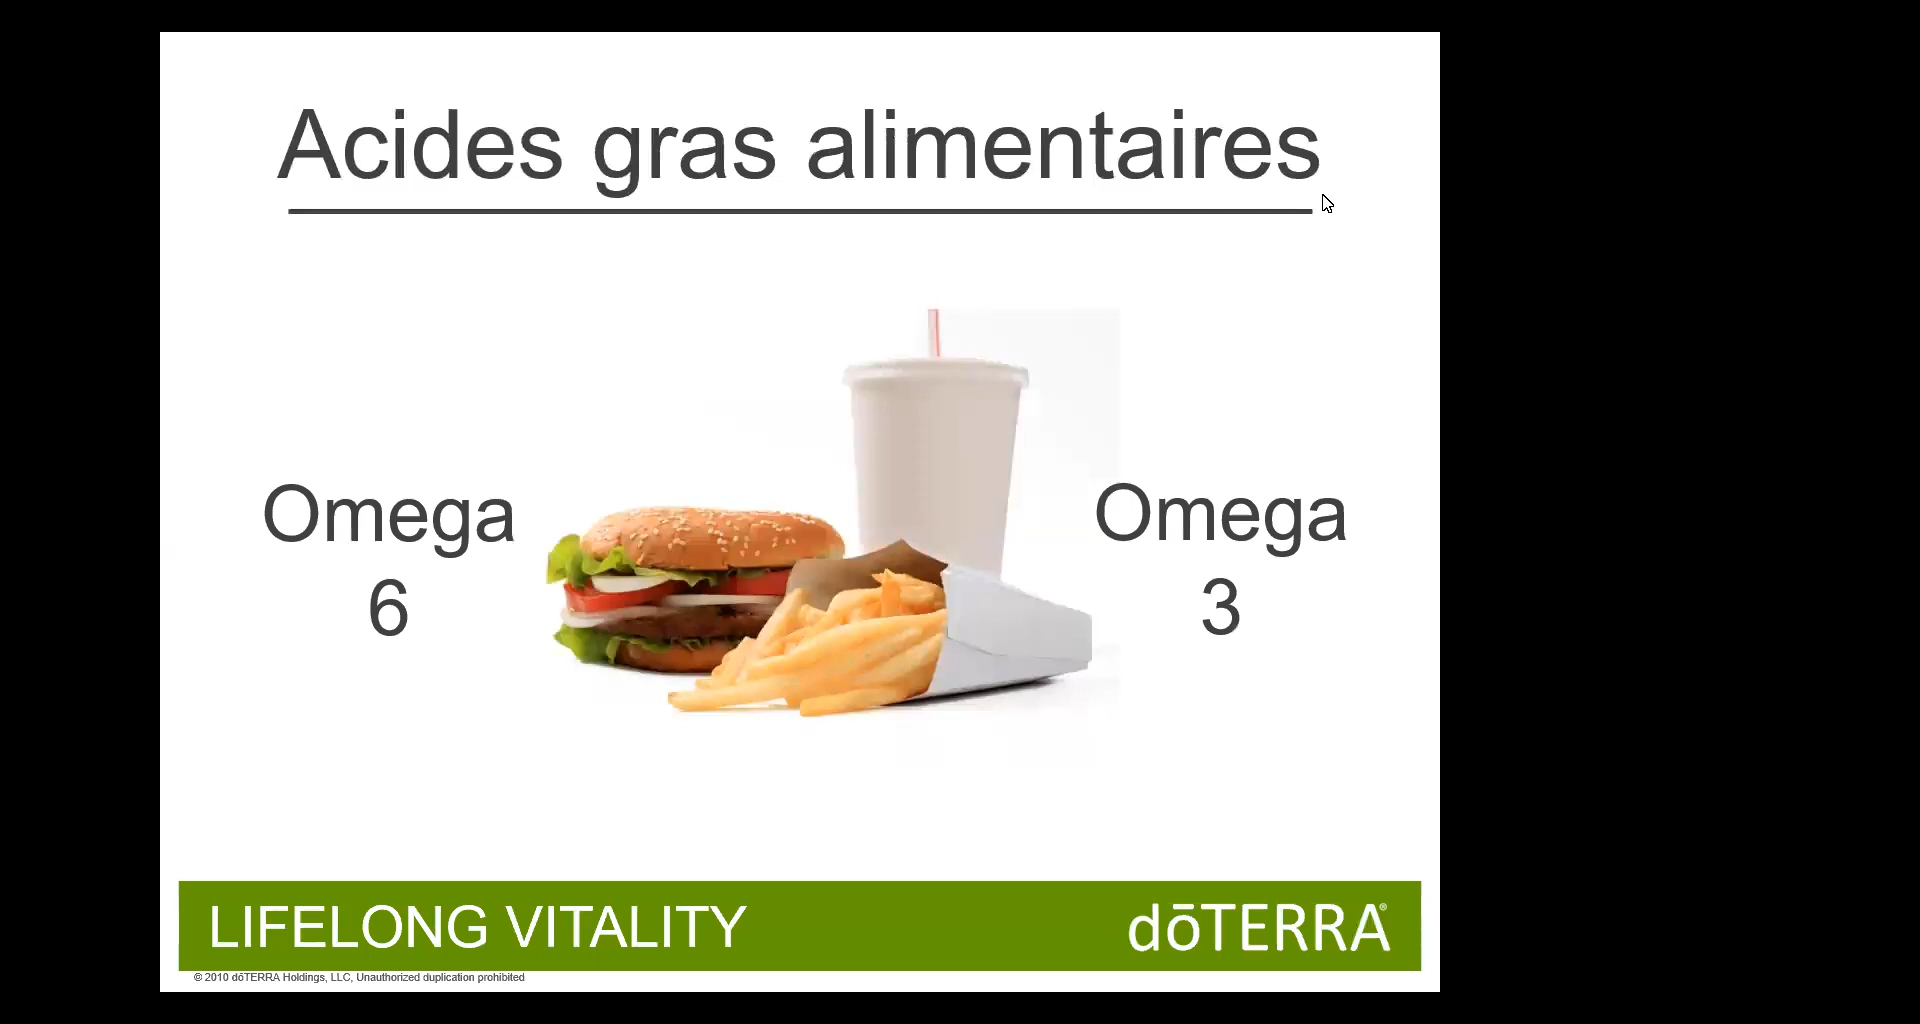 Acides gras alimentaires
Omega
6
Omega
3
LIFELONG VITALITY
dōTERRA®
© 2010 dōTERRA Holdings, LLC, Unauthorized duplication prohibited